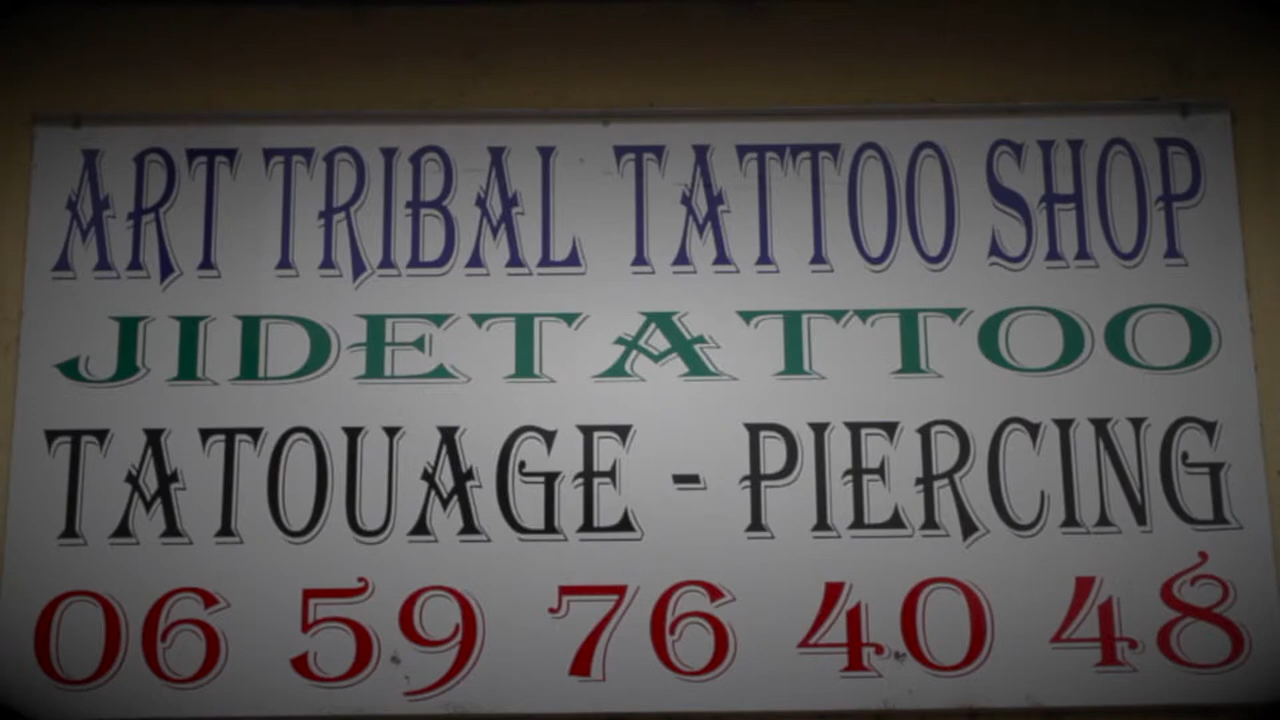 ART TRIBAL TATTOO SHOP
JIDETATTOO
TATOUAGE - PIERCING
06 59 76 40 48